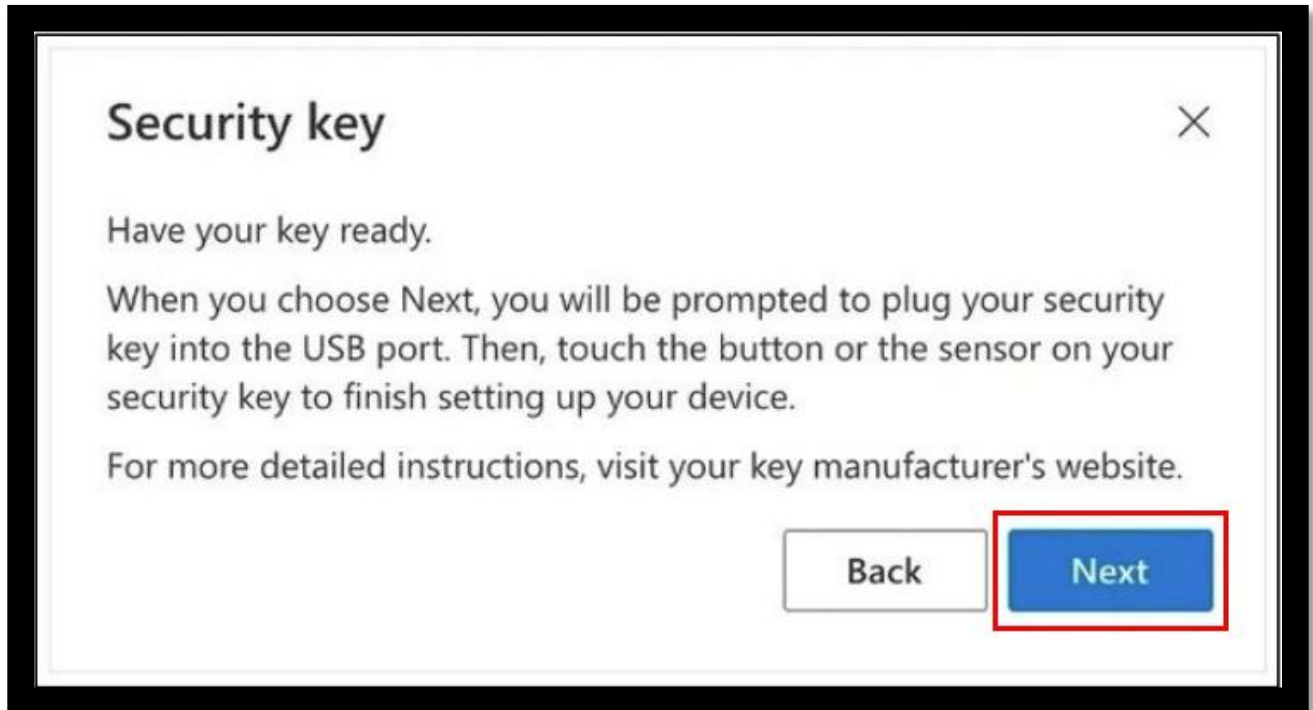 Security key
Have your key ready.
When you choose Next, you will be prompted to plug your security
key into the USB port. Then, touch the button or the sensor on your
security key to finish setting up your device.
For more detailed instructions, visit your key manufacturer's website.
Back
Next